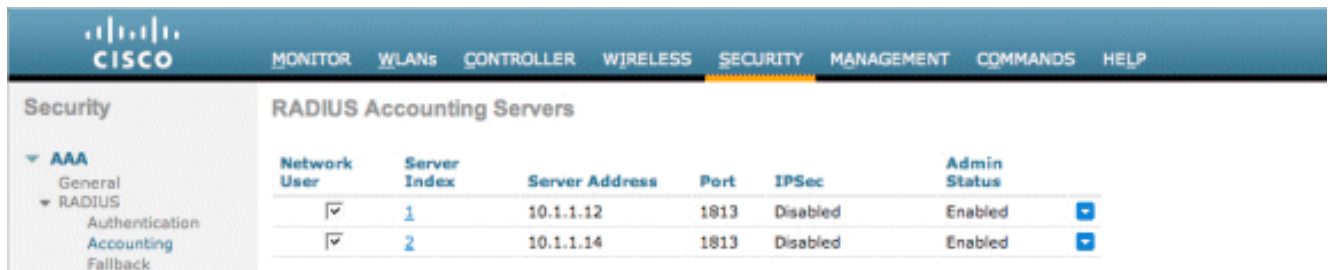 CISCO
MONITOR WLANs CONTROLLER WIRELESS SECURITY MANAGEMENT COMMANDS HELP
Security
AAA
General
RADIUS
Authentication
Accounting
Fallback
RADIUS Accounting Servers
Network User Server Index Server Address Port IPSec Admin Status
1 10.1.1.12 1813 Disabled Enabled
2 10.1.1.14 1813 Disabled Enabled